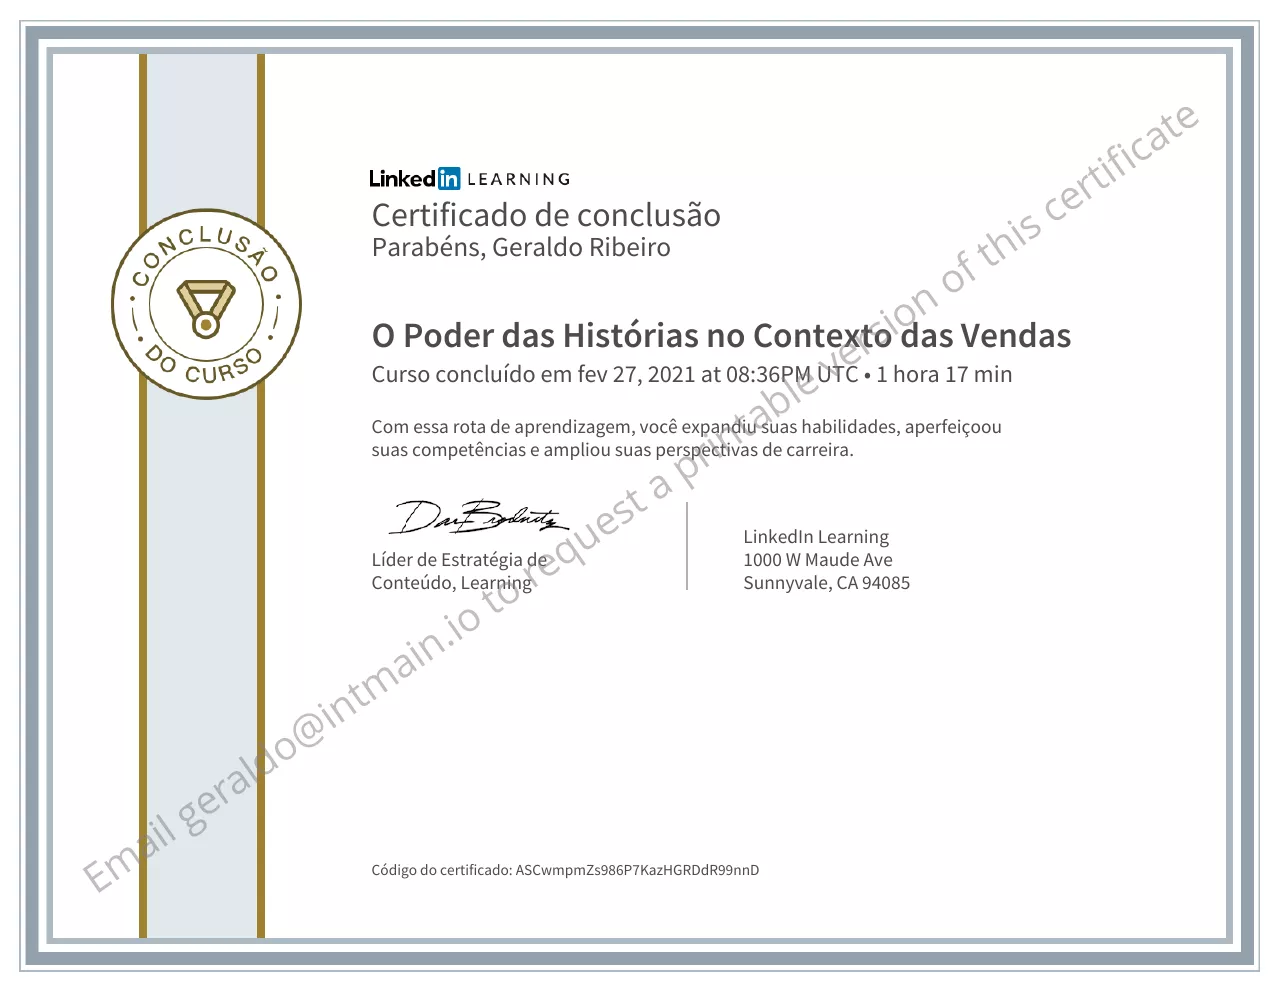 LinkedIn LEARNING
Certificado de conclusão
Parabéns, Geraldo Ribeiro
CONCLUSÃO
DO CURSO
O Poder das Histórias no Contexto das Vendas
Curso concluído em fev 27, 2021 at 08:36PM UTC • 1 hora 17 min
Com essa rota de aprendizagem, você expandiu suas habilidades, aperfeiçoou
suas competências e ampliou suas perspectivas de carreira.
Líder de Estratégia de
Conteúdo, Learning
LinkedIn Learning
1000 W Maude Ave
Sunnyvale, CA 94085
Email geraldo@intmain.io to request a printable version of this certificate
Código do certificado: ASCwmpmZs986P7KazHGRDdR99nnD